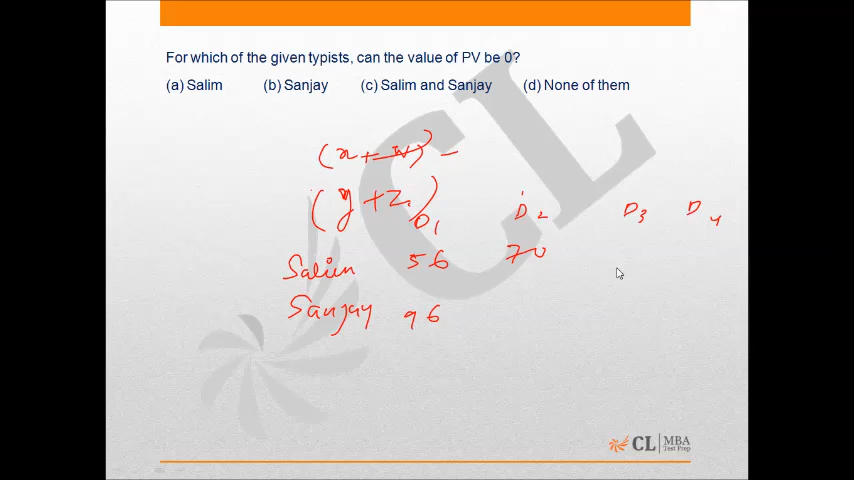 For which of the given typists, can the value of PV be 0?
(a) Salim (b) Sanjay (c) Salim and Sanjay (d) None of them
(x + w) -
(y + z)
D1 D2 D3 D4
Salim 56 70
Sanjay 96
CL MBA
Test Prep